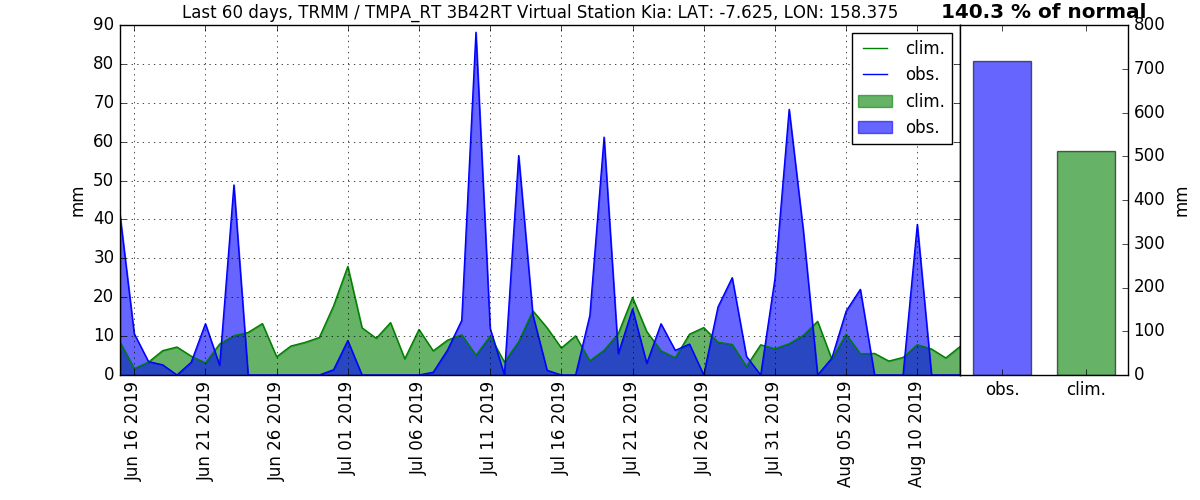 Last 60 days, TRMM / TMPA_RT 3B42RT Virtual Station Kia: LAT: -7.625, LON: 158.375
140.3 % of normal
90
80
70
60
50
40
30
20
10
0
mm
clim.
obs.
clim.
obs.
Jun 16 2019
Jun 21 2019
Jun 26 2019
Jul 01 2019
Jul 06 2019
Jul 11 2019
Jul 16 2019
Jul 21 2019
Jul 26 2019
Jul 31 2019
Aug 05 2019
Aug 10 2019
800
700
600
500
400
300
200
100
0
mm
obs.
clim.